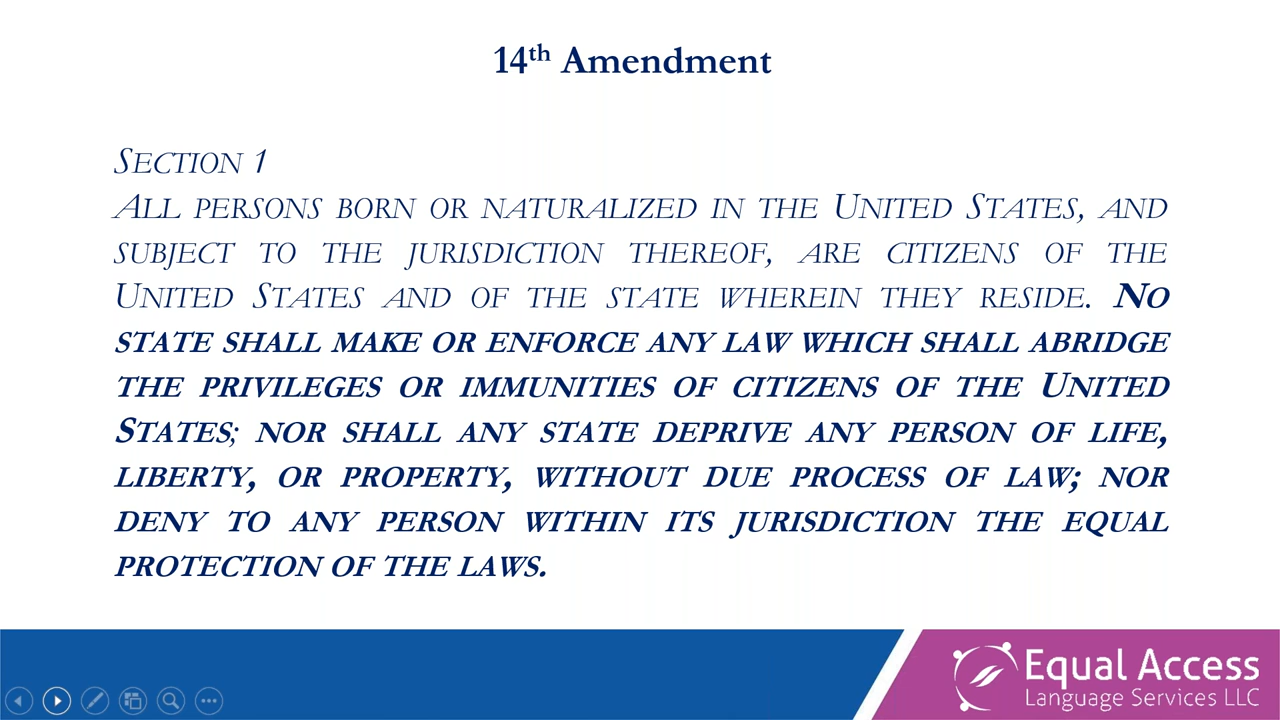 14th Amendment
SECTION 1
ALL PERSONS BORN OR NATURALIZED IN THE UNITED STATES, AND
SUBJECT TO THE JURISDICTION THEREOF, ARE CITIZENS OF THE
UNITED STATES AND OF THE STATE WHEREIN THEY RESIDE. NO
STATE SHALL MAKE OR ENFORCE ANY LAW WHICH SHALL ABRIDGE
THE PRIVILEGES OR IMMUNITIES OF CITIZENS OF THE UNITED
STATES; NOR SHALL ANY STATE DEPRIVE ANY PERSON OF LIFE,
LIBERTY, OR PROPERTY, WITHOUT DUE PROCESS OF LAW; NOR
DENY TO ANY PERSON WITHIN ITS JURISDICTION THE EQUAL
PROTECTION OF THE LAWS.
Equal Access
Language Services LLC